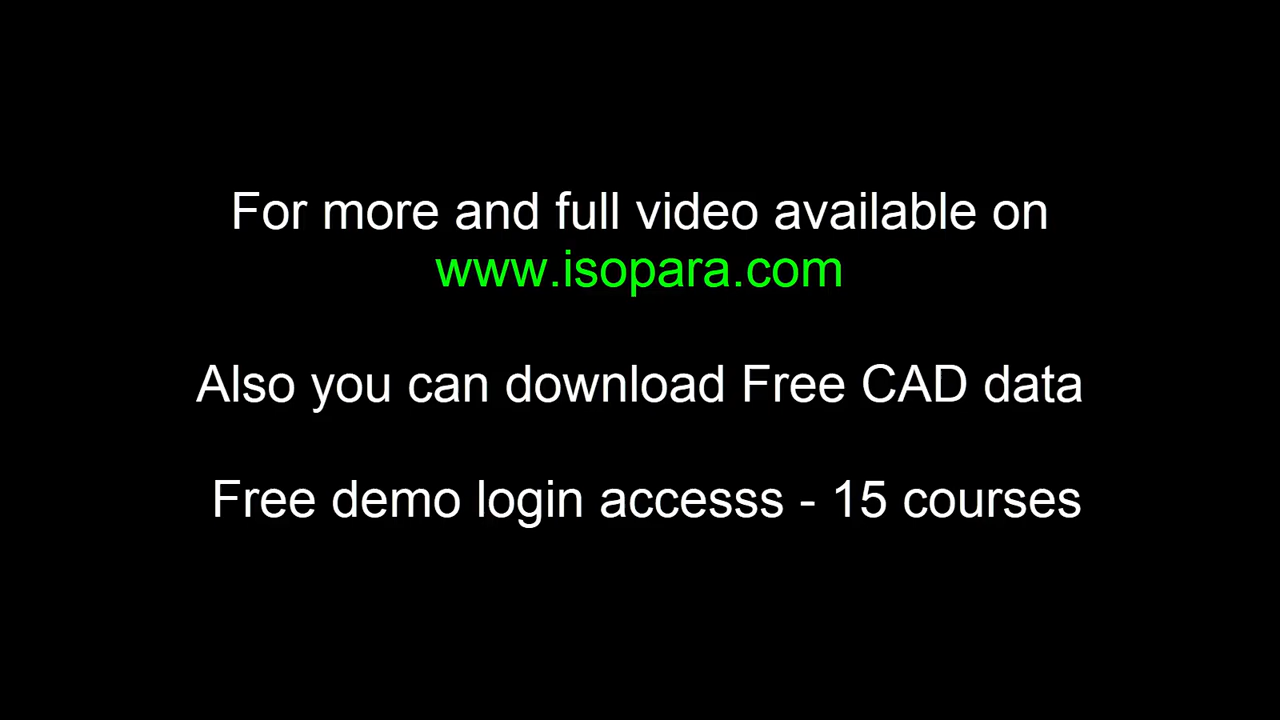 For more and full video available on
www.isopara.com
Also you can download Free CAD data
Free demo login accesss - 15 courses